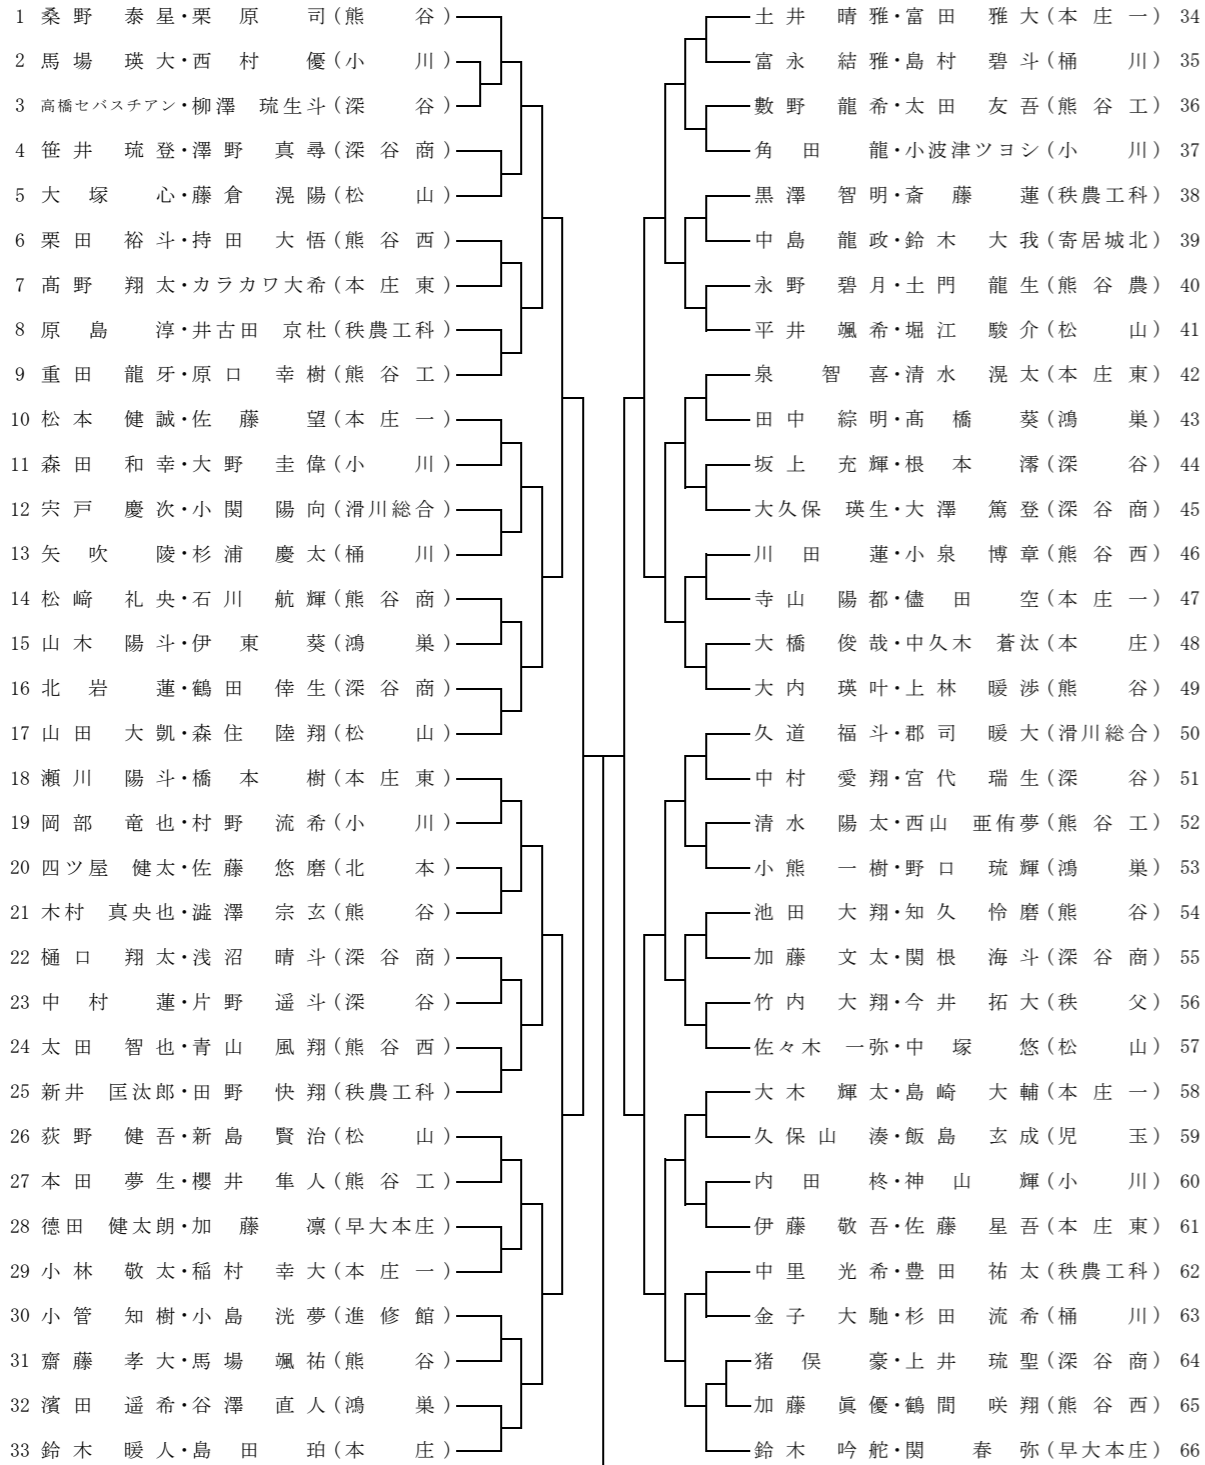 1 桑野 泰星・栗原 司(熊谷)
2 馬場 瑛大・西村 優(小川)
3 高橋セバスチアン・柳澤 琉生斗(深谷)
4 笹井 琉登・澤野 真尋(深谷商)
5 大塚 心・藤倉 滉陽(松山)
6 栗田 裕斗・持田 大悟(熊谷西)
7 髙野 翔太・カラカワ大希(本庄東)
8 原島 淳・井古田 京杜(秩農工科)
9 重田 龍牙・原口 幸樹(熊谷工)
10 松本 健誠・佐藤 望(本庄一)
11 森田 和幸・大野 圭偉(小川)
12 宍戸 慶次・小関 陽向(滑川総合)
13 矢吹 陵・杉浦 慶太(桶川)
14 松崎 礼央・石川 航輝(熊谷商)
15 山木 陽斗・伊東 葵(鴻巣)
16 北岩 蓮・鶴田 倖生(深谷商)
17 山田 大凱・森住 陸翔(松山)
18 瀬川 陽斗・橋本 樹(本庄東)
19 岡部 竜也・村野 流希(小川)
20 四ツ屋 健太・佐藤 悠磨(北本)
21 木村 真央也・澁澤 宗玄(熊谷)
22 樋口 翔太・浅沼 晴斗(深谷商)
23 中村 蓮・片野 遥斗(深谷)
24 太田 智也・青山 風翔(熊谷西)
25 新井 匡汰郎・田野 快翔(秩農工科)
26 荻野 健吾・新島 賢治(松山)
27 本田 夢生・櫻井 隼人(熊谷工)
28 德田 健太朗・加藤 凛(早大本庄)
29 小林 敬太・稲村 幸大(本庄一)
30 小管 知樹・小島 洸夢(進修館)
31 齋藤 孝大・馬場 颯祐(熊谷)
32 濱田 遥希・谷澤 直人(鴻巣)
33 鈴木 暖人・島田 珀(本庄)
土井 晴雅・富田 雅大(本庄一) 34
富永 結雅・島村 碧斗(桶川) 35
數野 龍希・太田 友吾(熊谷工) 36
角田 龍・小波津ツヨシ(小川) 37
黒澤 智明・斎藤 蓮(秩農工科) 38
中島 龍政・鈴木 大我(寄居城北) 39
永野 碧月・土門 龍生(熊谷農) 40
平井 颯希・堀江 駿介(松山) 41
泉 智喜・清水 滉太(本庄東) 42
田中 綜明・髙橋 葵(鴻巣) 43
坂上 充輝・根本 澪(深谷) 44
大久保 瑛生・大澤 篤登(深谷商) 45
川田 蓮・小泉 博章(熊谷西) 46
寺山 陽都・儘田 空(本庄一) 47
大橋 俊哉・中久木 蒼汰(本庄) 48
大内 瑛叶・上林 暖渉(熊谷) 49
久道 福斗・郡司 暖大(滑川総合) 50
中村 愛翔・宮代 瑞生(深谷) 51
清水 陽太・西山 亜侑夢(熊谷工) 52
小熊 一樹・野口 琉輝(鴻巣) 53
池田 大翔・知久 怜磨(熊谷) 54
加藤 文太・関根 海斗(深谷商) 55
竹内 大翔・今井 拓大(秩父) 56
佐々木 一弥・中塚 悠(松山) 57
大木 輝太・島崎 大輔(本庄一) 58
久保山 湊・飯島 玄成(児玉) 59
内田 柊・神山 輝(小川) 60
伊藤 敬吾・佐藤 星吾(本庄東) 61
中里 光希・豊田 祐太(秩農工科) 62
金子 大馳・杉田 流希(桶川) 63
猪俣 豪・上井 琉聖(深谷商) 64
加藤 眞優・鶴間 咲翔(熊谷西) 65
鈴木 吟舵・関 春弥(早大本庄) 66